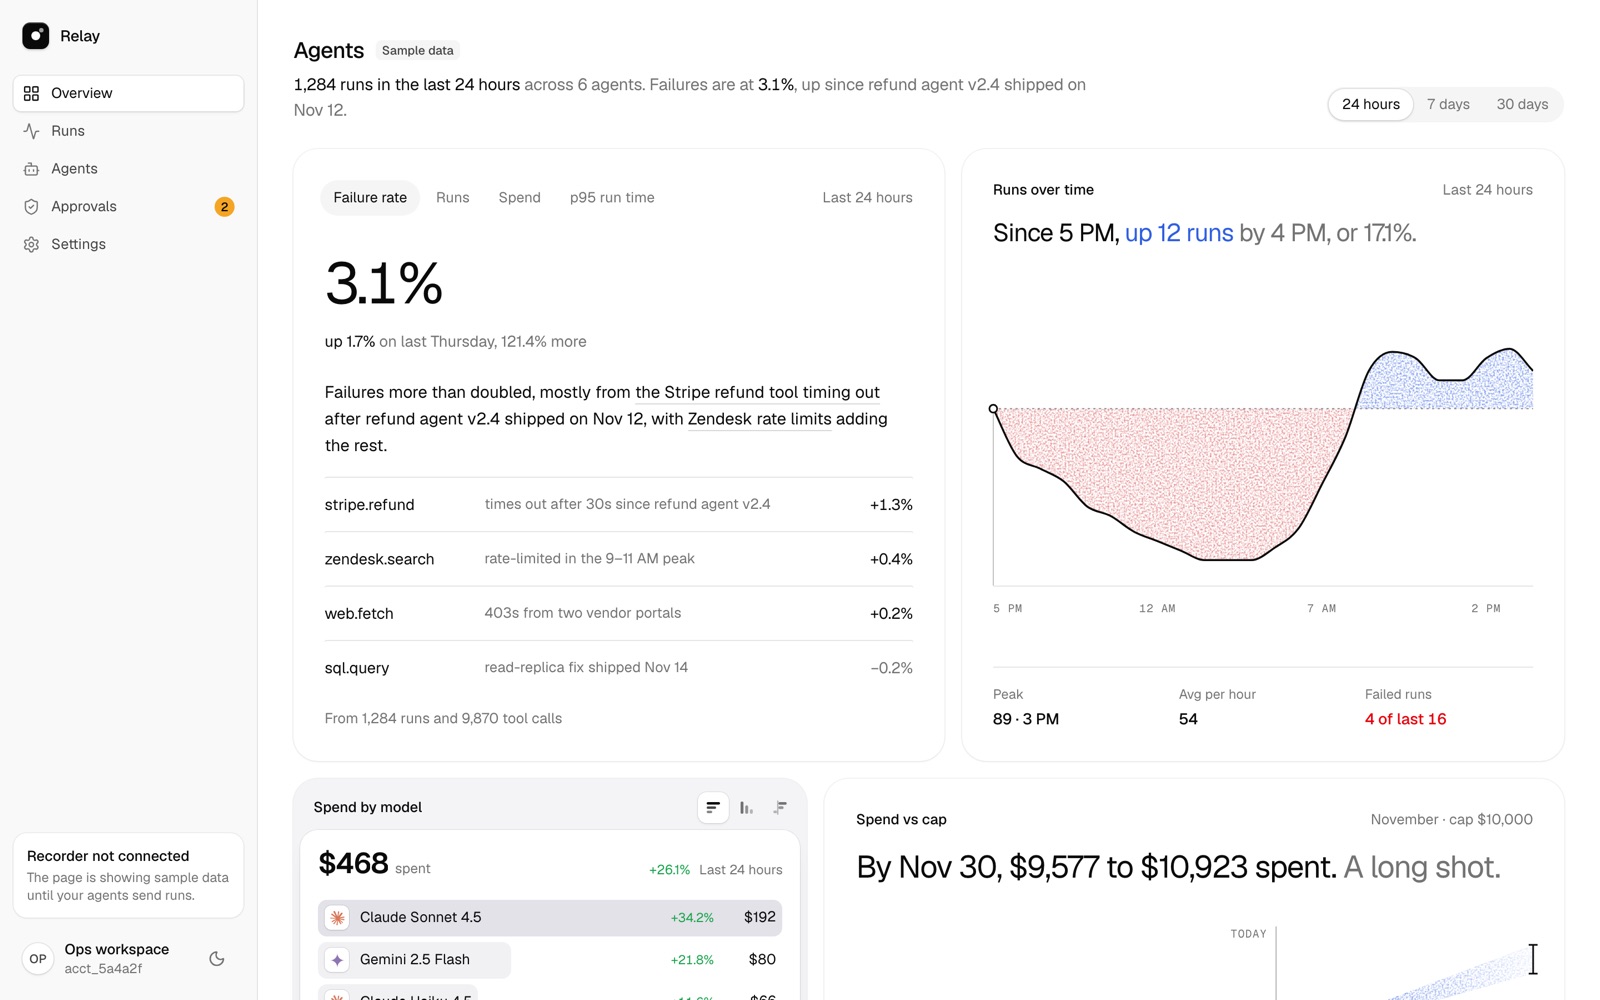 Relay
Overview
Runs
Agents
Approvals 2
Settings
Recorder not connected
The page is showing sample data
until your agents send runs.
OP
Ops workspace
acct_5a4a2f
Agents Sample data
1,284 runs in the last 24 hours across 6 agents. Failures are at 3.1%, up since refund agent v2.4 shipped on
Nov 12.
24 hours 7 days 30 days
Failure rate Runs Spend p95 run time Last 24 hours
3.1%
up 1.7% on last Thursday, 121.4% more
Failures more than doubled, mostly from the Stripe refund tool timing out
after refund agent v2.4 shipped on Nov 12, with Zendesk rate limits adding
the rest.
stripe.refund times out after 30s since refund agent v2.4 +1.3%
zendesk.search rate-limited in the 9–11 AM peak +0.4%
web.fetch 403s from two vendor portals +0.2%
sql.query read-replica fix shipped Nov 14 −0.2%
From 1,284 runs and 9,870 tool calls
Runs over time Last 24 hours
Since 5 PM, up 12 runs by 4 PM, or 17.1%.
5 PM 12 AM 7 AM 2 PM
Peak Avg per hour Failed runs
89 · 3 PM 54 4 of last 16
Spend by model
$468 spent +26.1% Last 24 hours
Claude Sonnet 4.5 +34.2% $192
Gemini 2.5 Flash +21.8% $80
Claude Haiku 4.5 $66
Spend vs cap November · cap $10,000
By Nov 30, $9,577 to $10,923 spent. A long shot.
TODAY